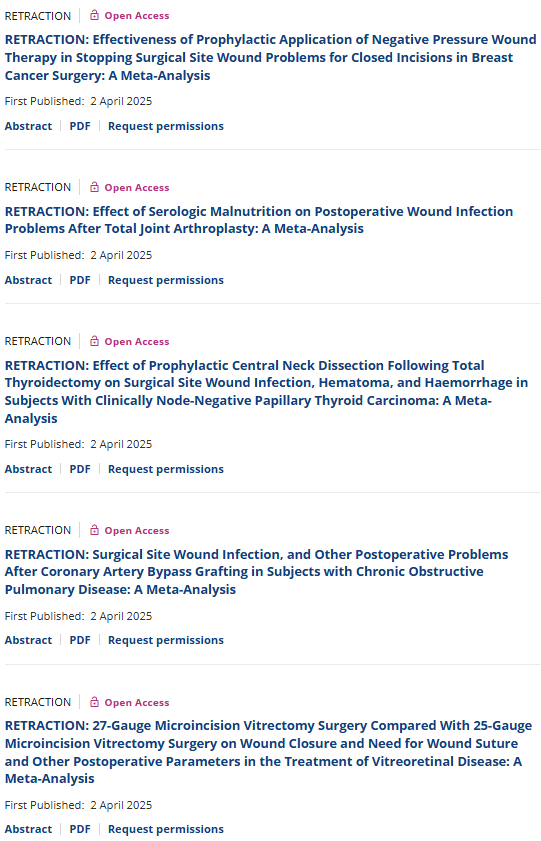 RETRACTION Open Access
RETRACTION: Effectiveness of Prophylactic Application of Negative Pressure Wound
Therapy in Stopping Surgical Site Wound Problems for Closed Incisions in Breast
Cancer Surgery: A Meta-Analysis
First Published: 2 April 2025
Abstract PDF Request permissions
RETRACTION Open Access
RETRACTION: Effect of Serologic Malnutrition on Postoperative Wound Infection
Problems After Total Joint Arthroplasty: A Meta-Analysis
First Published: 2 April 2025
Abstract PDF Request permissions
RETRACTION Open Access
RETRACTION: Effect of Prophylactic Central Neck Dissection Following Total
Thyroidectomy on Surgical Site Wound Infection, Hematoma, and Haemorrhage in
Subjects With Clinically Node-Negative Papillary Thyroid Carcinoma: A Meta-
Analysis
First Published: 2 April 2025
Abstract PDF Request permissions
RETRACTION Open Access
RETRACTION: Surgical Site Wound Infection, and Other Postoperative Problems
After Coronary Artery Bypass Grafting in Subjects with Chronic Obstructive
Pulmonary Disease: A Meta-Analysis
First Published: 2 April 2025
Abstract PDF Request permissions
RETRACTION Open Access
RETRACTION: 27-Gauge Microincision Vitrectomy Surgery Compared With 25-Gauge
Microincision Vitrectomy Surgery on Wound Closure and Need for Wound Suture
and Other Postoperative Parameters in the Treatment of Vitreoretinal Disease: A
Meta-Analysis
First Published: 2 April 2025
Abstract PDF Request permissions